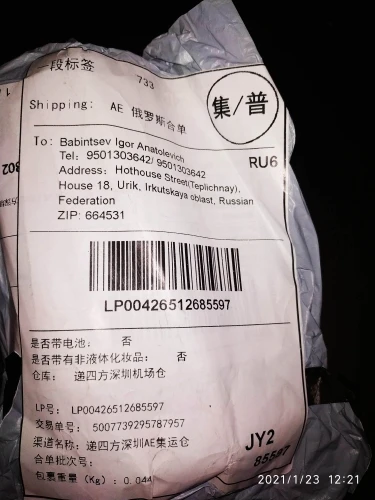 一段标签
733
集/普
Shipping: AE 俄罗斯合单
To: Babintsev Igor Anatolevich
Tel: 9501303642/ 9501303642
RU6
Address: Hothouse Street(Teplichnay),
House 18, Urik, Irkutskaya oblast, Russian
Federation
ZIP: 664531
LP00426512685597
是否带电池: 否
是否带有非液体化妆品: 否
仓库: 递四方深圳机场仓
LP号: LP00426512685597
交易单号: 5007739295787957
渠道名称: 递四方深圳AE集运仓
合单批次号:
JY2
85597
包裹重量(Kg): 0.044
2021/1/23 12:21